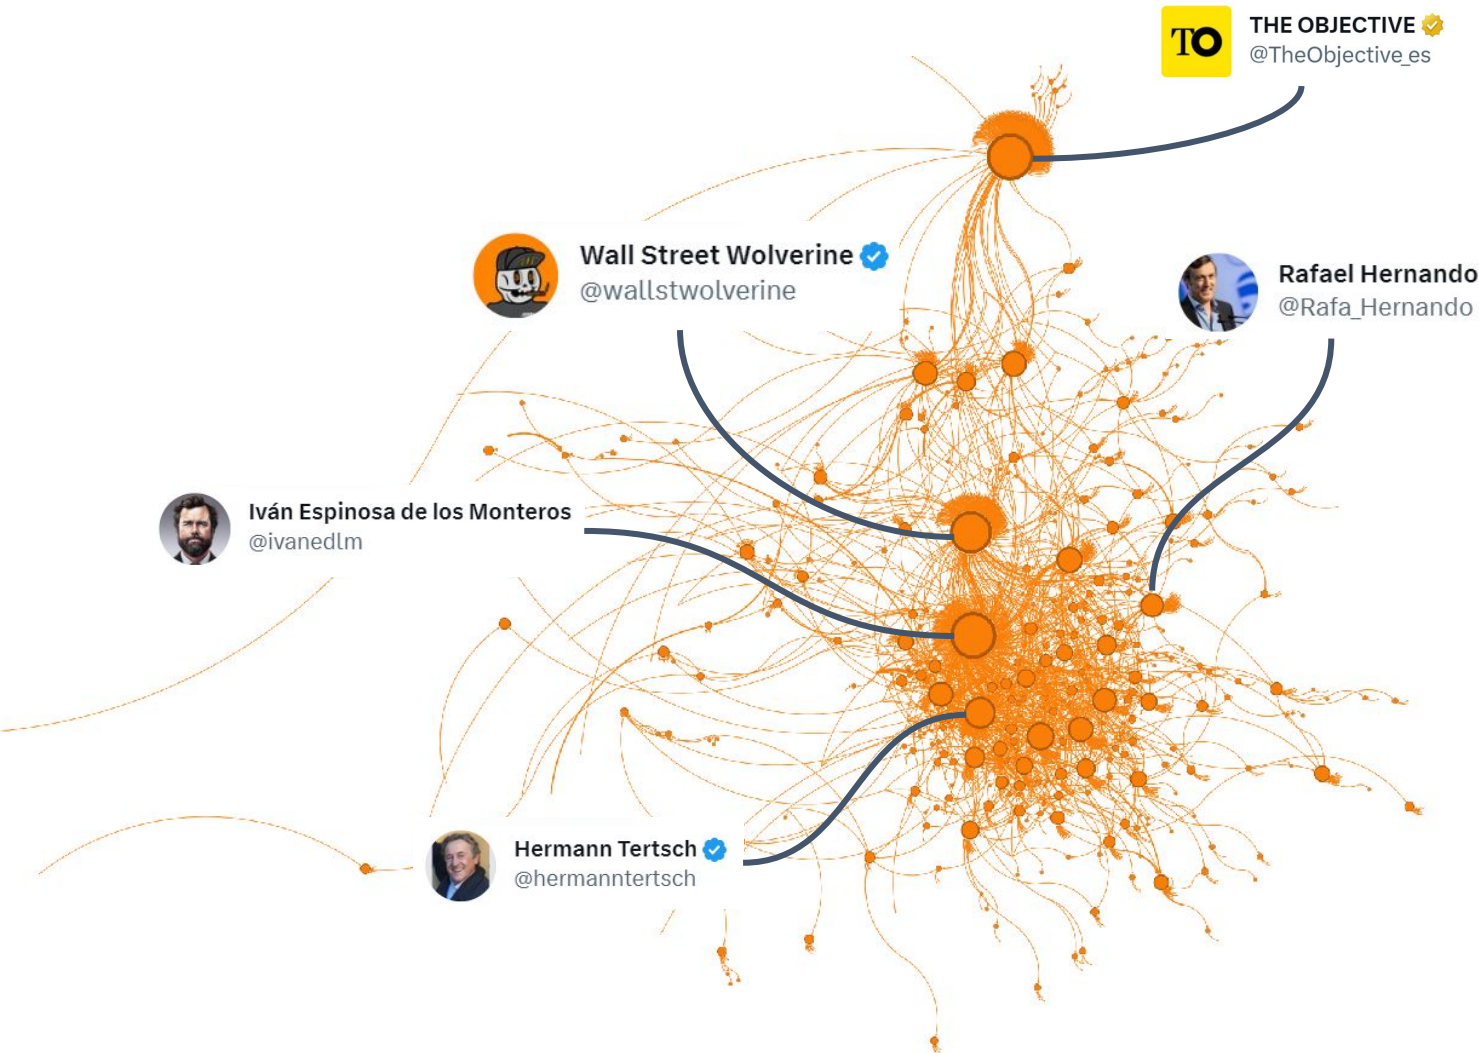 TO
THE OBJECTIVE
@TheObjective_es
Wall Street Wolverine
@wallstwolverine
Rafael Hernando
@Rafa_Hernando
Iván Espinosa de los Monteros
@ivanedlm
Hermann Tertsch
@hermanntertsch